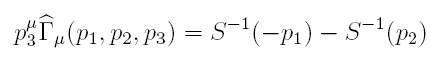 $p_3^\mu \widehat{\Gamma}_\mu(p_1, p_2, p_3) = S^{-1}(-p_1) - S^{-1}(p_2)$